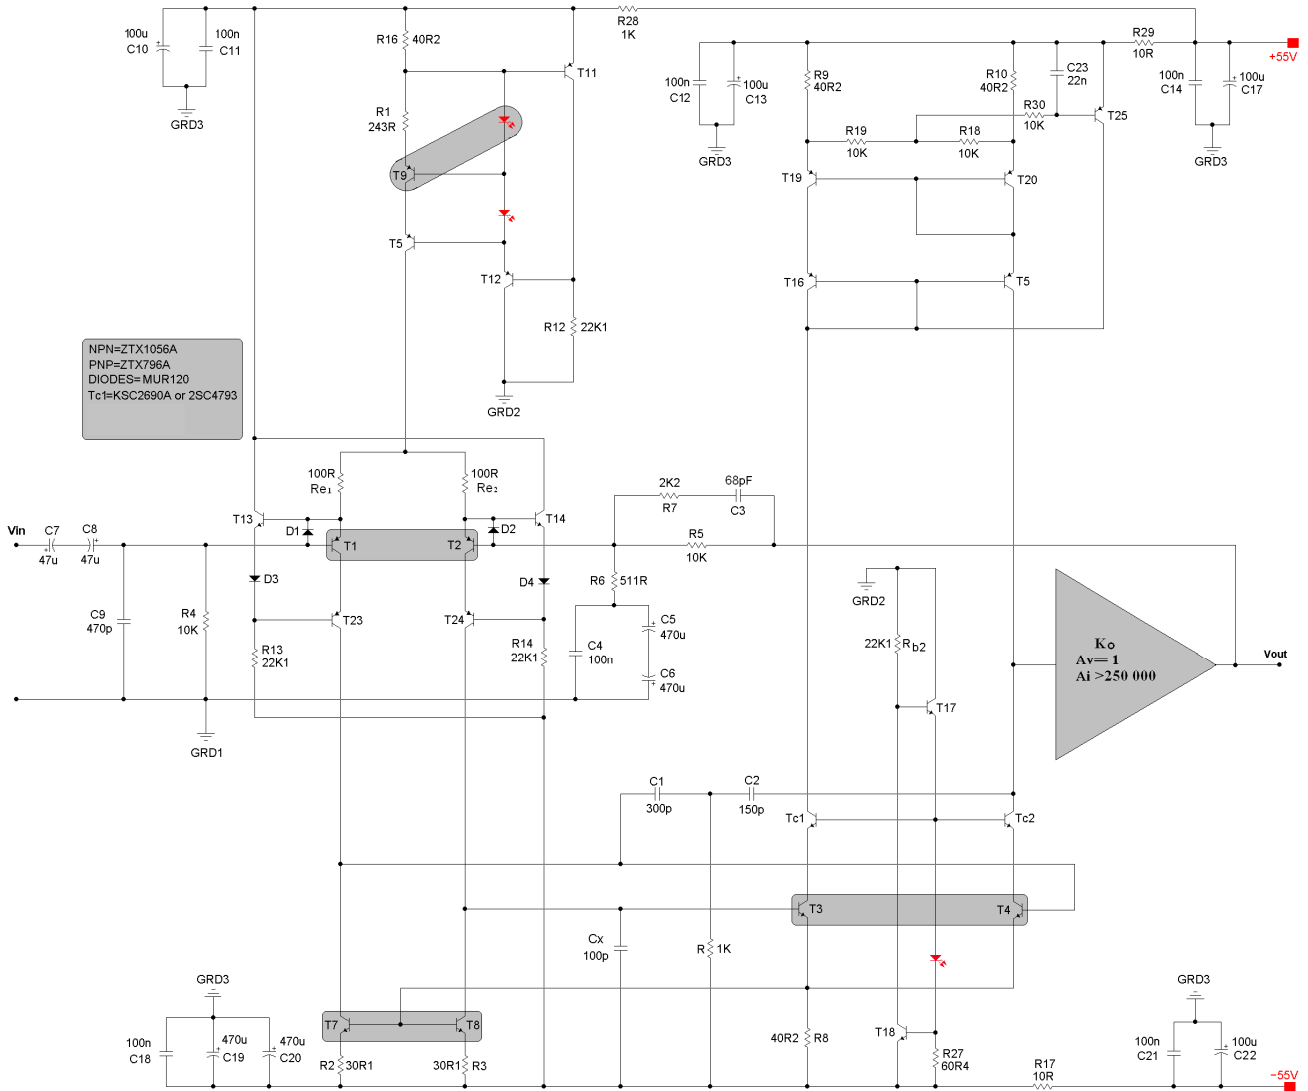 R28
1K
100u
C10
100n
C11
GRD3
R16
40R2
T11
R1
243R
T9
T5
T12
R12
22K1
GRD2
R29
10R
+55V
100n
C12
100u
C13
GRD3
R9
40R2
R10
40R2
C23
22n
100n
C14
100u
C17
GRD3
R30
10K
T25
R19
10K
R18
10K
T19
T20
T16
T5
NPN=ZTX1056A
PNP=ZTX796A
DIODES=MUR120
Tc1=KSC2690A or 2SC4793
100R
Re1
100R
Re2
2K2
R7
68pF
C3
T13
D1
D2
T14
Vin
C7
47u
C8
47u
T1
T2
R5
10K
D3
D4
R6
511R
C9
470p
R4
10K
T23
T24
R13
22K1
R14
22K1
C4
100n
C5
470u
C6
470u
GRD1
GRD2
22K1
Rb2
T17
Ko
Av= 1
Ai >250 000
Vout
C1
300p
C2
150p
Tc1
Tc2
T3
T4
Cx
100p
R
1K
GRD3
T7
T8
100n
C18
470u
C19
470u
C20
R2
30R1
30R1
R3
40R2
R8
T18
R27
60R4
R17
10R
GRD3
100n
C21
100u
C22
−55V